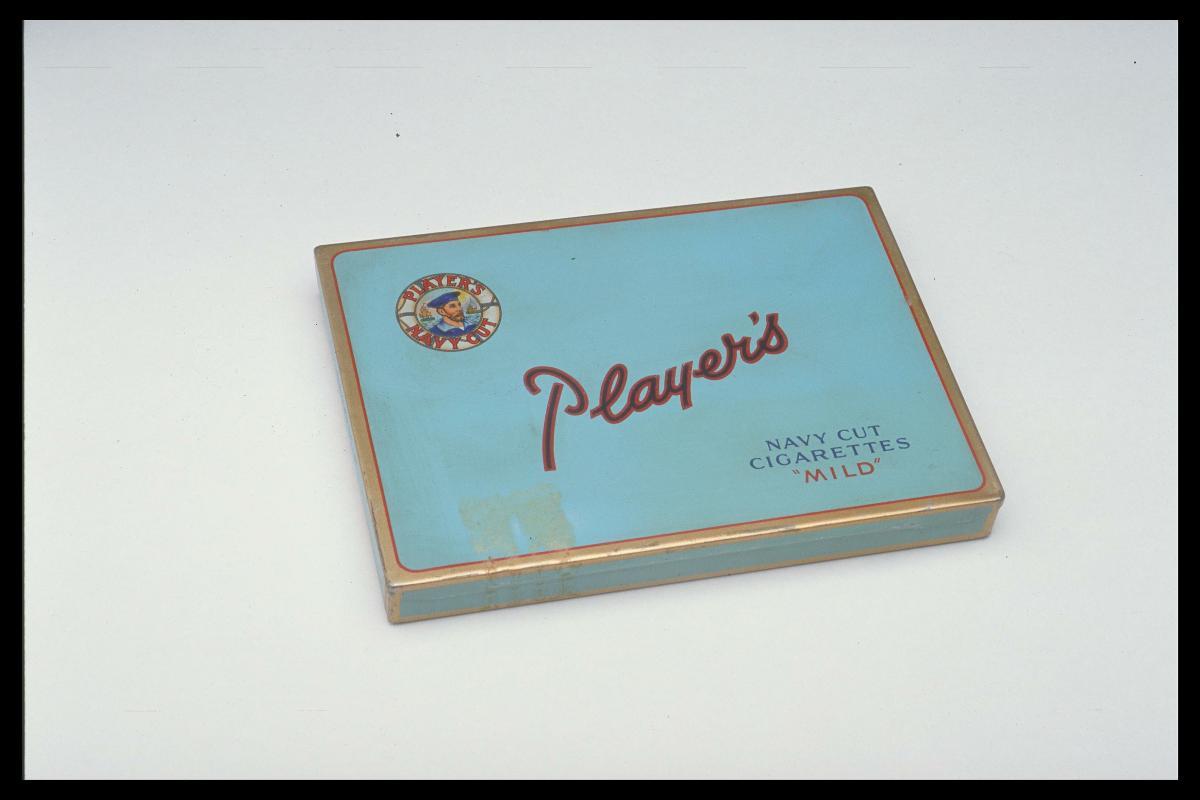 PLAYER'S
NAVY CUT
Player's
NAVY CUT
CIGARETTES
"MILD"